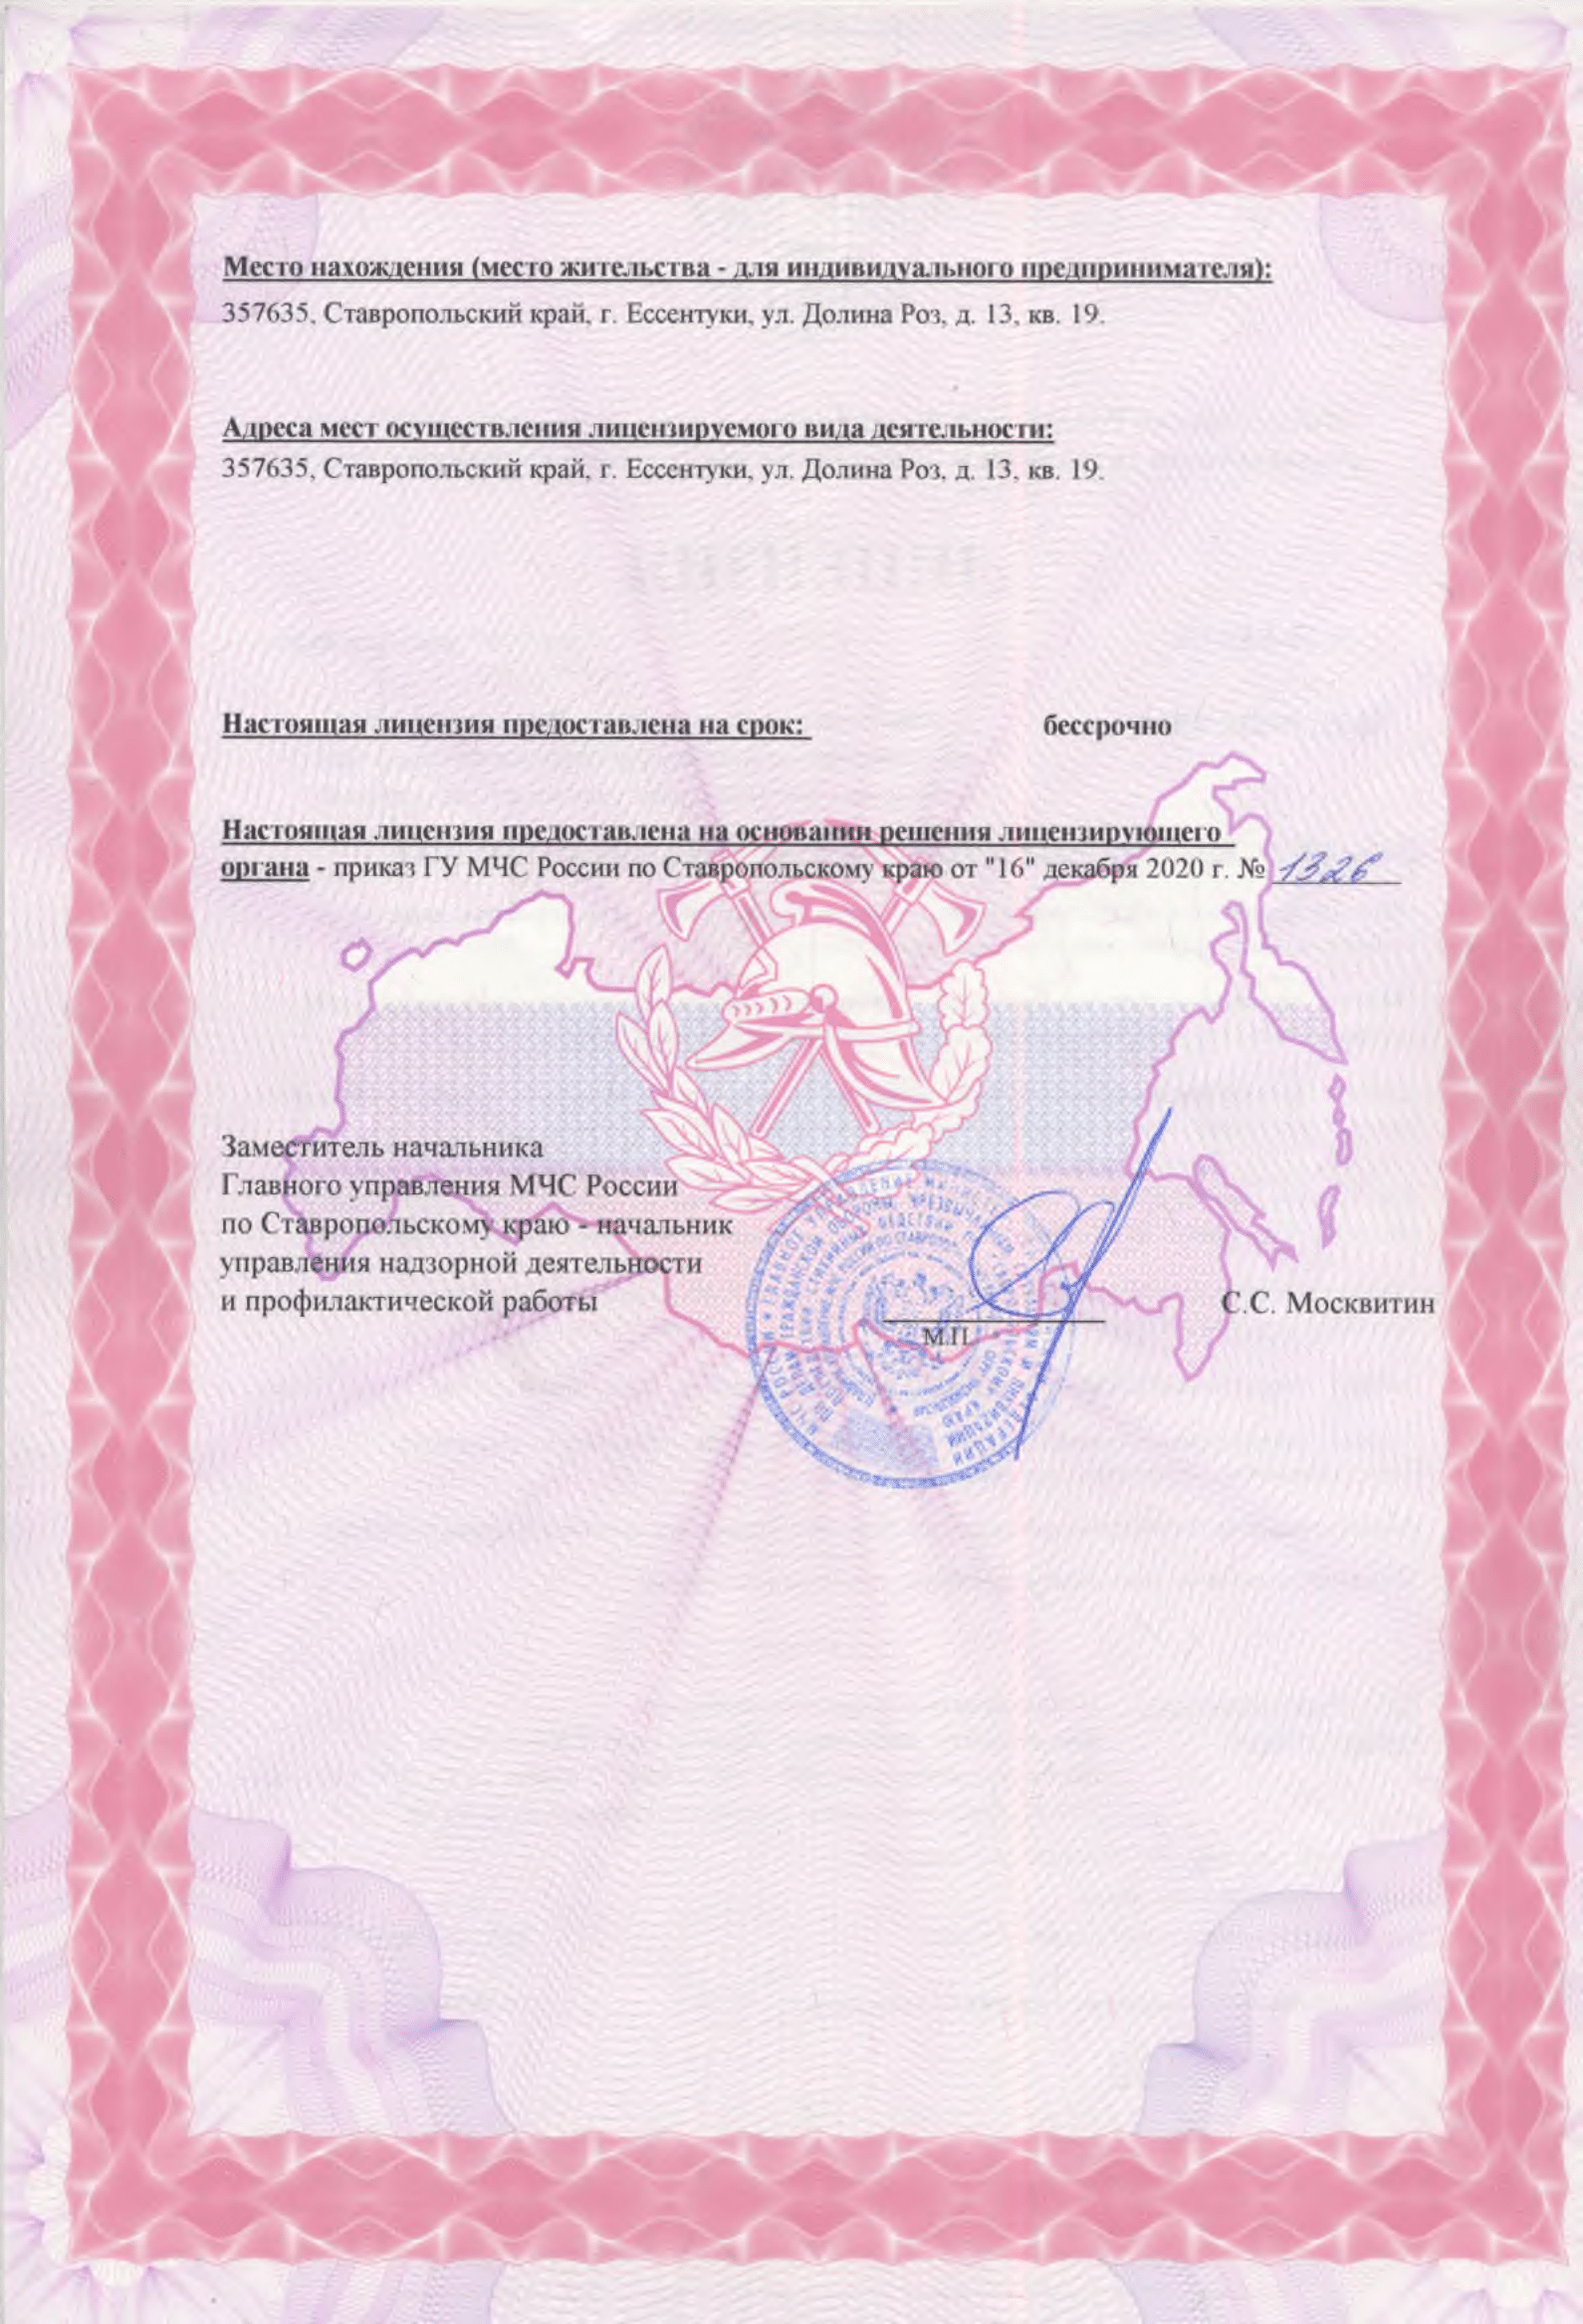 Место нахождения (место жительства - для индивидуального предпринимателя):
357635, Ставропольский край, г. Ессентуки, ул. Долина Роз, д. 13, кв. 19.
Адреса мест осуществления лицензируемого вида деятельности:
357635, Ставропольский край, г. Ессентуки, ул. Долина Роз, д. 13, кв. 19.
Настоящая лицензия предоставлена на срок: бессрочно
Настоящая лицензия предоставлена на основании решения лицензирующего
органа - приказ ГУ МЧС России по Ставропольскому краю от "16" декабря 2020 г. № 1326
Заместитель начальника
Главного управления МЧС России
по Ставропольскому краю - начальник
управления надзорной деятельности
и профилактической работы
С.С. Москвитин
М.П.